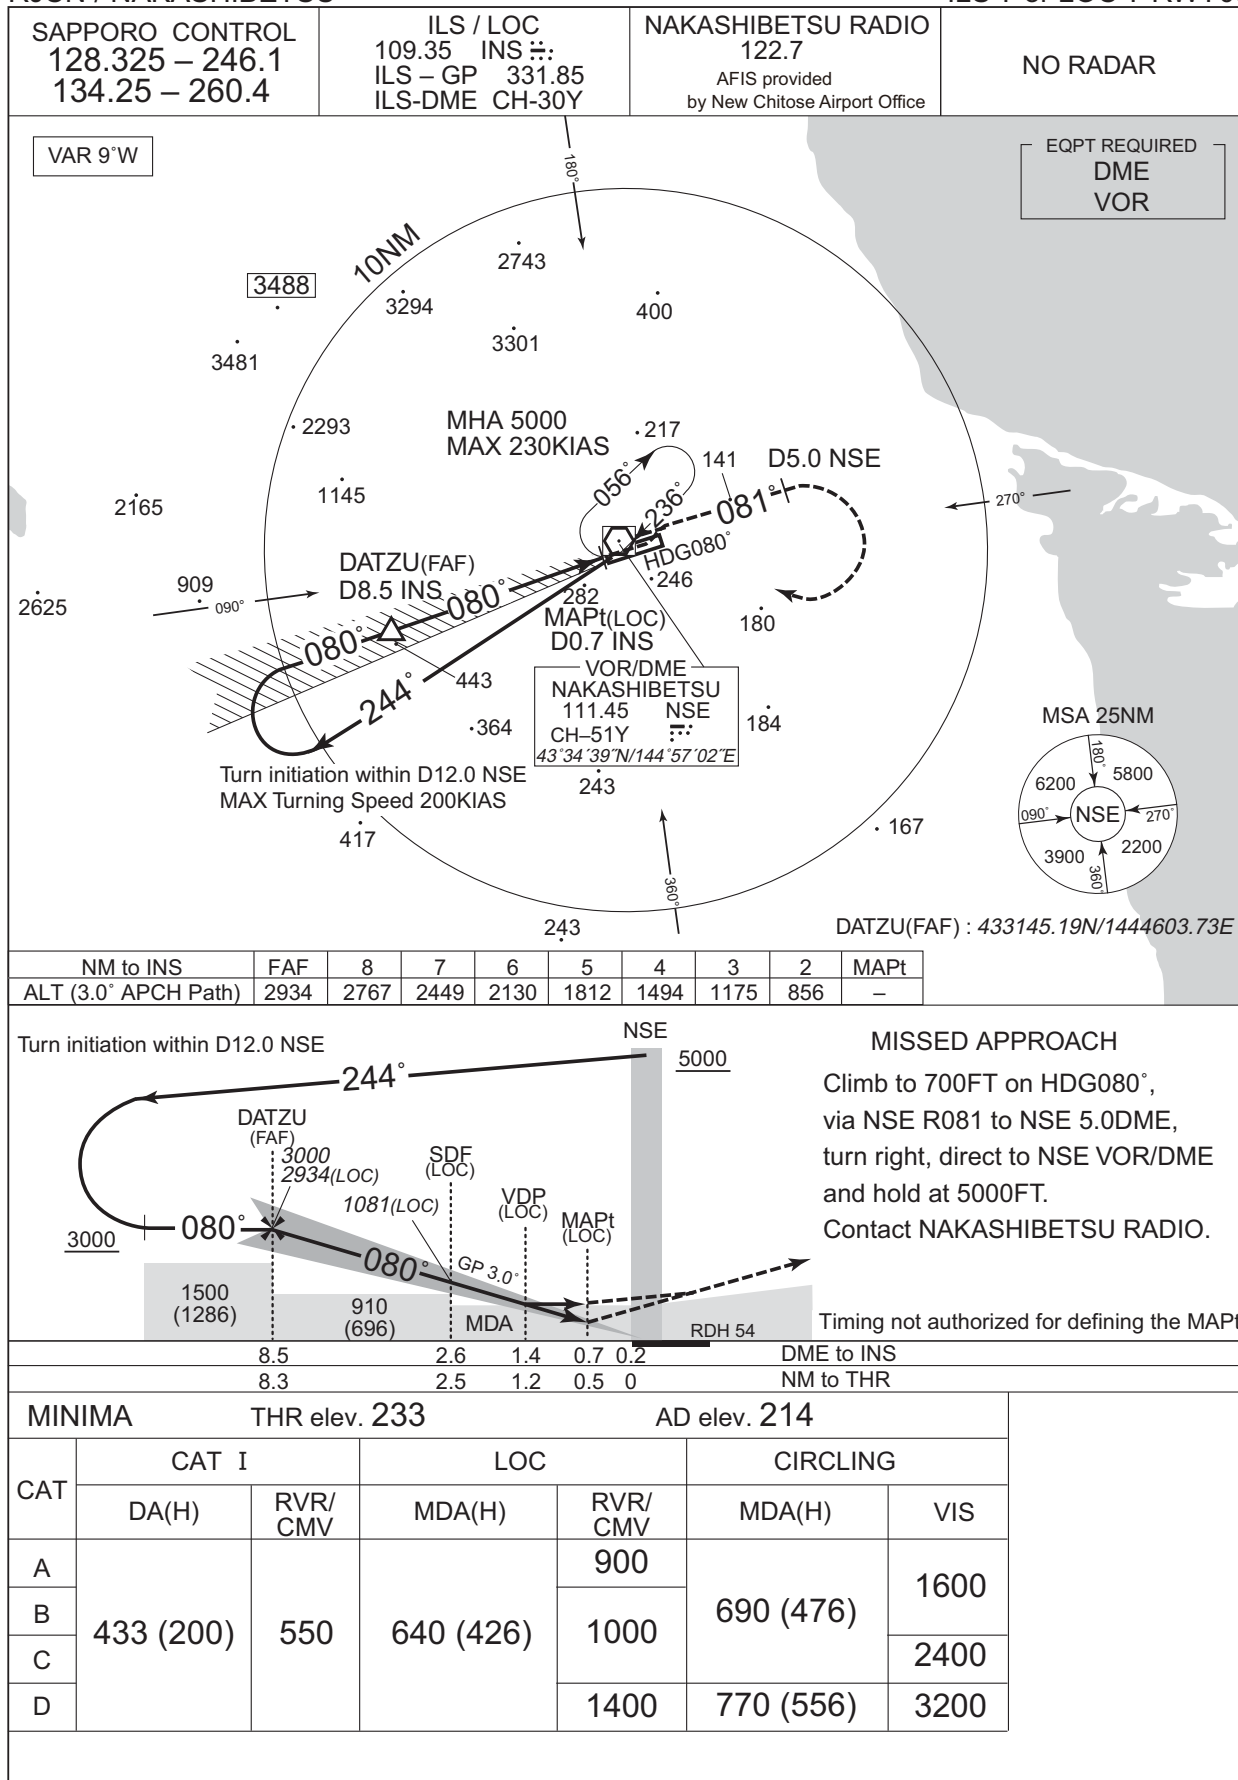 SAPPORO CONTROL
128.325 – 246.1
134.25 – 260.4
ILS / LOC
109.35 INS
ILS – GP 331.85
ILS-DME CH-30Y
NAKASHIBETSU RADIO
122.7
AFIS provided
by New Chitose Airport Office
NO RADAR
VAR 9˚W
EQPT REQUIRED
DME
VOR
180˚
10NM
2743
3488
3294
400
3301
3481
2293
MHA 5000
MAX 230KIAS
217
141
D5.0 NSE
1145
2165
056˚
236˚
081˚
270˚
DATZU(FAF)
D8.5 INS
HDG080˚
909
090˚
2625
080˚
282
246
MAPt(LOC)
D0.7 INS
180
080˚
443
244˚
364
VOR/DME
NAKASHIBETSU
111.45 NSE
CH–51Y
43˚34´39˝N/144˚57´02˝E
184
Turn initiation within D12.0 NSE
MAX Turning Speed 200KIAS
243
417
167
360˚
243
MSA 25NM
180˚
6200
5800
090˚
NSE
270˚
3900
2200
360˚
DATZU(FAF) : 433145.19N/1444603.73E
NM to INS FAF 8 7 6 5 4 3 2 MAPt
ALT (3.0˚ APCH Path) 2934 2767 2449 2130 1812 1494 1175 856 –
Turn initiation within D12.0 NSE
NSE
5000
244˚
DATZU
(FAF)
3000
2934(LOC)
SDF
(LOC)
1081(LOC)
VDP
(LOC)
MAPt
(LOC)
3000
080˚
080˚
GP 3.0˚
1500
(1286)
910
(696)
MDA
RDH 54
MISSED APPROACH
Climb to 700FT on HDG080˚,
via NSE R081 to NSE 5.0DME,
turn right, direct to NSE VOR/DME
and hold at 5000FT.
Contact NAKASHIBETSU RADIO.
Timing not authorized for defining the MAPt
8.5 2.6 1.4 0.7 0.2 DME to INS
8.3 2.5 1.2 0.5 0 NM to THR
MINIMA THR elev. 233 AD elev. 214
CAT CAT I LOC CIRCLING
DA(H) RVR/CMV MDA(H) RVR/CMV MDA(H) VIS
A 433 (200) 550 640 (426) 900 690 (476) 1600
B 1000
C 2400
D 1400 770 (556) 3200